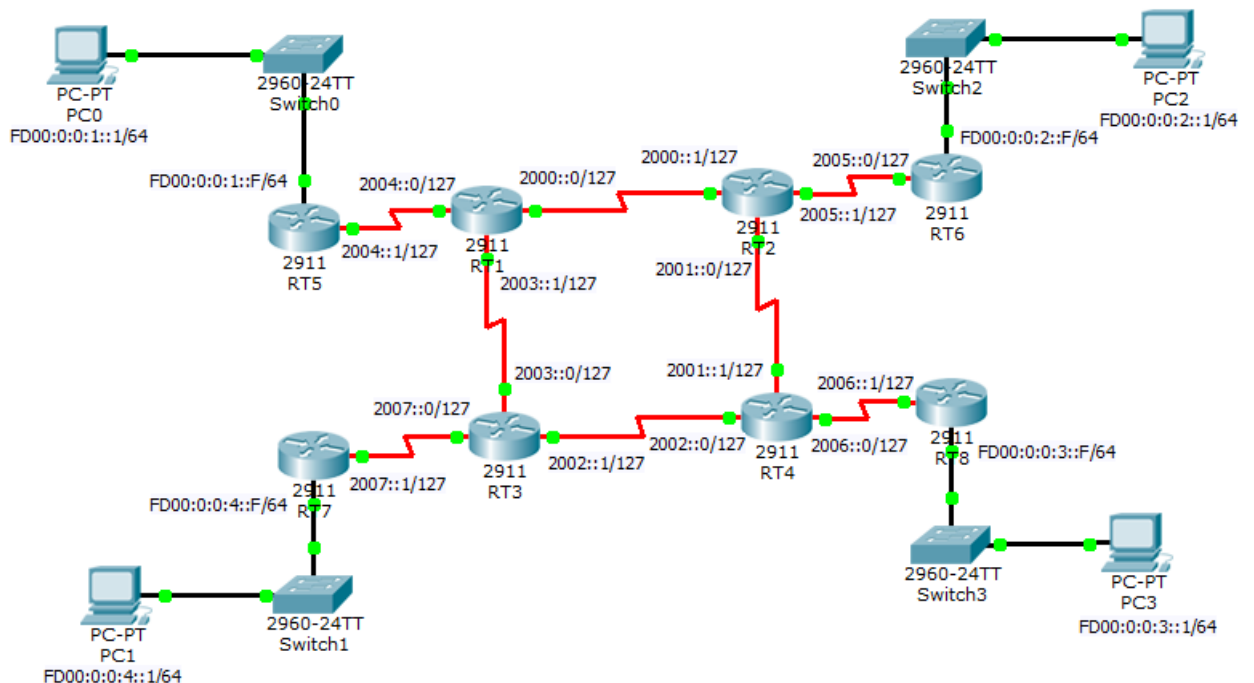 PC-PT
PC0
FD00:0:0:1::1/64
2960-24TT
Switch0
2960-24TT
Switch2
PC-PT
PC2
FD00:0:0:2::1/64
FD00:0:0:1::F/64
2004::0/127
2000::0/127
2000::1/127
2005::0/127
FD00:0:0:2::F/64
2911
RT5
2004::1/127
2911
RT1
2003::1/127
2911
RT2
2001::0/127
2005::1/127
2911
RT6
2003::0/127
2001::1/127
2006::1/127
2007::0/127
2911
RT3
2002::1/127
2002::0/127
2911
RT4
2006::0/127
2911
RT8
FD00:0:0:3::F/64
2911
RT7
2007::1/127
FD00:0:0:4::F/64
PC-PT
PC1
FD00:0:0:4::1/64
2960-24TT
Switch1
2960-24TT
Switch3
PC-PT
PC3
FD00:0:0:3::1/64